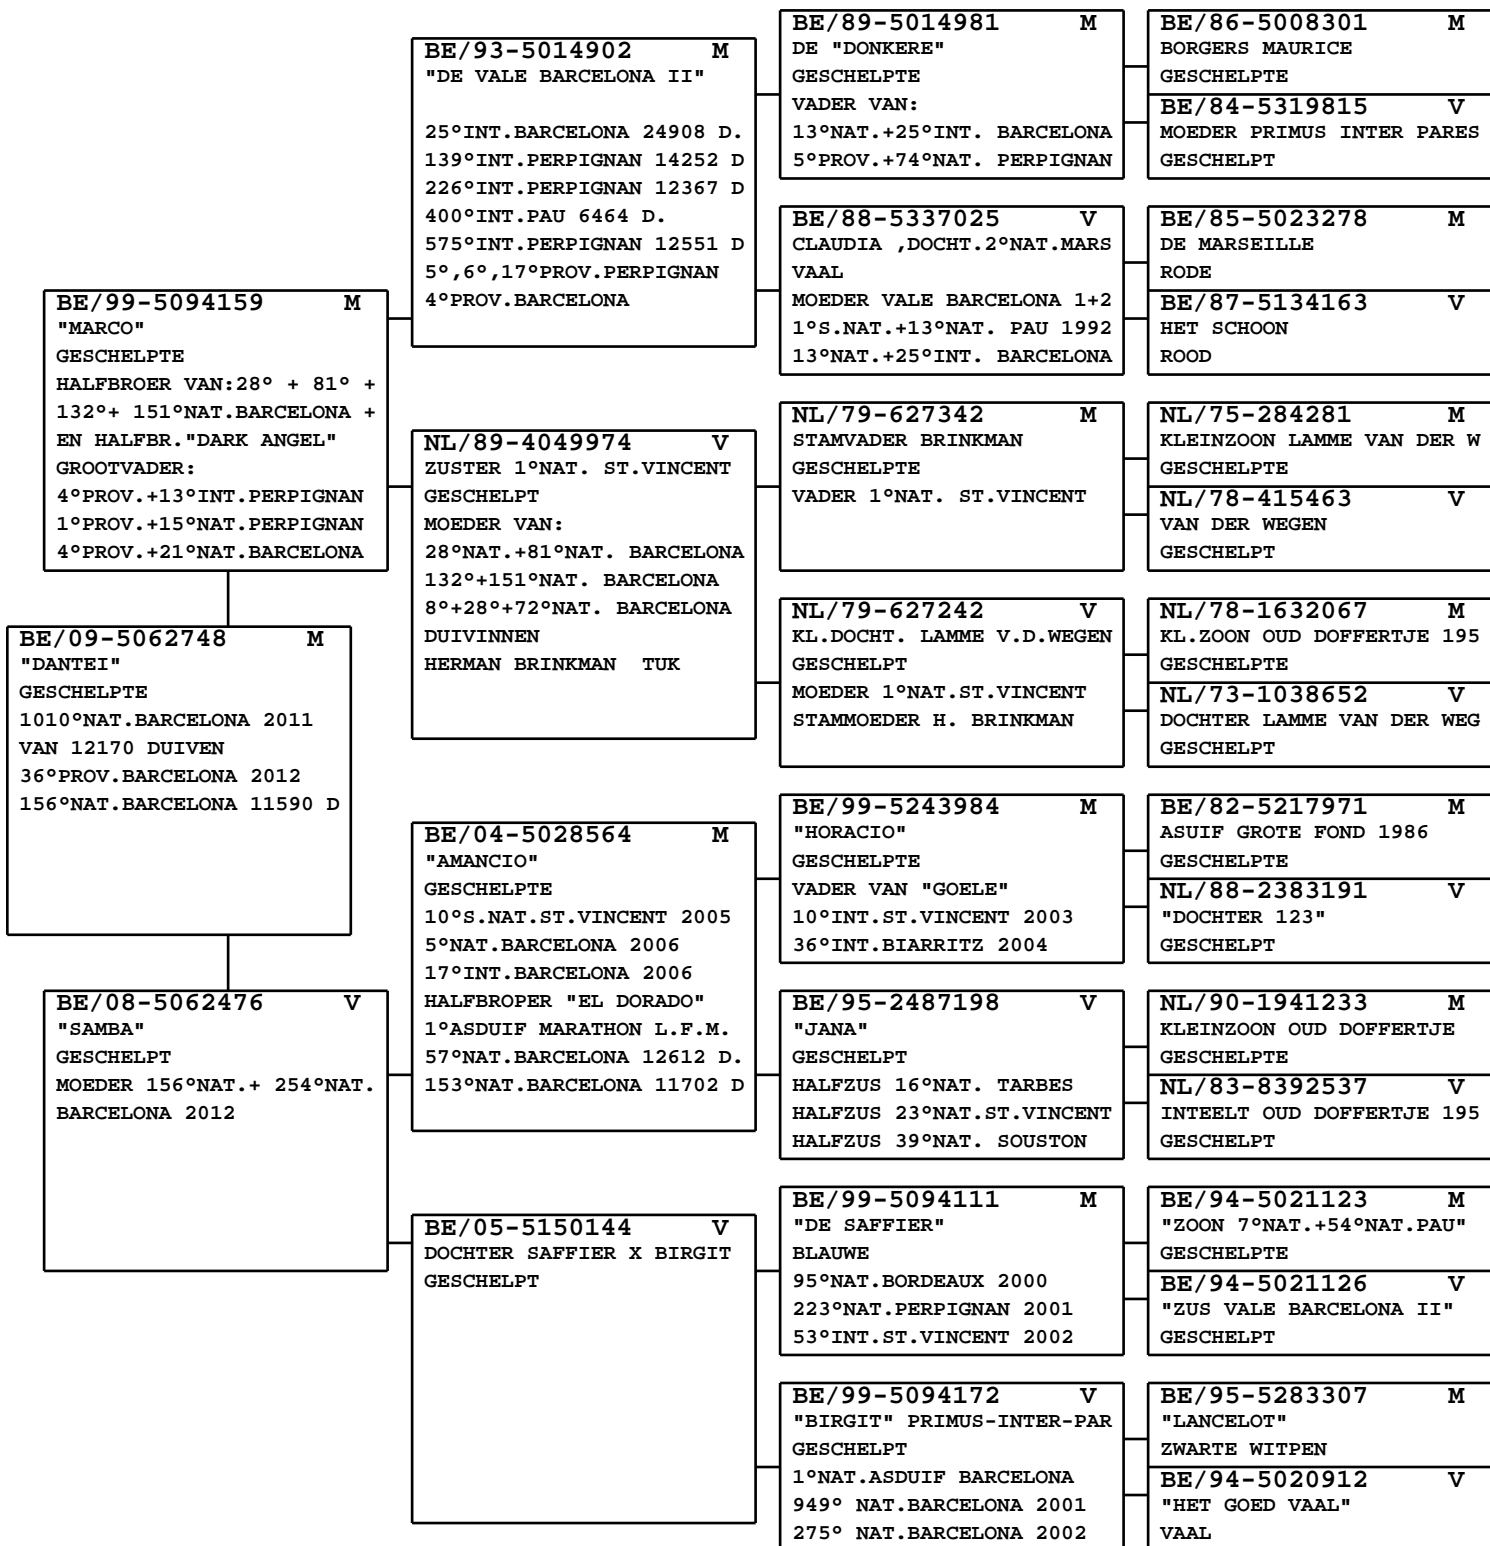 BE/09-5062748 M
"DANTEI"
GESCHELPTE
1010°NAT.BARCELONA 2011
VAN 12170 DUIVEN
36°PROV.BARCELONA 2012
156°NAT.BARCELONA 11590 D
BE/99-5094159 M
"MARCO"
GESCHELPTE
HALFBROER VAN:28° + 81° +
132°+ 151°NAT.BARCELONA +
EN HALFBR."DARK ANGEL"
GROOTVADER:
4°PROV.+13°INT.PERPIGNAN
1°PROV.+15°NAT.PERPIGNAN
4°PROV.+21°NAT.BARCELONA
BE/08-5062476 V
"SAMBA"
GESCHELPT
MOEDER 156°NAT.+ 254°NAT.
BARCELONA 2012
BE/93-5014902 M
"DE VALE BARCELONA II"
25°INT.BARCELONA 24908 D.
139°INT.PERPIGNAN 14252 D
226°INT.PERPIGNAN 12367 D
400°INT.PAU 6464 D.
575°INT.PERPIGNAN 12551 D
5°,6°,17°PROV.PERPIGNAN
4°PROV.BARCELONA
NL/89-4049974 V
ZUSTER 1°NAT. ST.VINCENT
GESCHELPT
MOEDER VAN:
28°NAT.+81°NAT. BARCELONA
132°+151°NAT. BARCELONA
8°+28°+72°NAT. BARCELONA
DUIVINNEN
HERMAN BRINKMAN TUK
BE/04-5028564 M
"AMANCIO"
GESCHELPTE
10°S.NAT.ST.VINCENT 2005
5°NAT.BARCELONA 2006
17°INT.BARCELONA 2006
HALFBROPER "EL DORADO"
1°ASDUIF MARATHON L.F.M.
57°NAT.BARCELONA 12612 D.
153°NAT.BARCELONA 11702 D
BE/05-5150144 V
DOCHTER SAFFIER X BIRGIT
GESCHELPT
BE/89-5014981 M
DE "DONKERE"
GESCHELPTE
VADER VAN:
13°NAT.+25°INT. BARCELONA
5°PROV.+74°NAT. PERPIGNAN
BE/88-5337025 V
CLAUDIA ,DOCHT.2°NAT.MARS
VAAL
MOEDER VALE BARCELONA 1+2
1°S.NAT.+13°NAT. PAU 1992
13°NAT.+25°INT. BARCELONA
NL/79-627342 M
STAMVADER BRINKMAN
GESCHELPTE
VADER 1°NAT. ST.VINCENT
NL/79-627242 V
KL.DOCHT. LAMME V.D.WEGEN
GESCHELPT
MOEDER 1°NAT.ST.VINCENT
STAMMOEDER H. BRINKMAN
BE/99-5243984 M
"HORACIO"
GESCHELPTE
VADER VAN "GOELE"
10°INT.ST.VINCENT 2003
36°INT.BIARRITZ 2004
BE/95-2487198 V
"JANA"
GESCHELPT
HALFZUS 16°NAT. TARBES
HALFZUS 23°NAT.ST.VINCENT
HALFZUS 39°NAT. SOUSTON
BE/99-5094111 M
"DE SAFFIER"
BLAUWE
95°NAT.BORDEAUX 2000
223°NAT.PERPIGNAN 2001
53°INT.ST.VINCENT 2002
BE/99-5094172 V
"BIRGIT" PRIMUS-INTER-PAR
GESCHELPT
1°NAT.ASDUIF BARCELONA
949° NAT.BARCELONA 2001
275° NAT.BARCELONA 2002
BE/86-5008301 M
BORGERS MAURICE
GESCHELPTE
BE/84-5319815 V
MOEDER PRIMUS INTER PARES
GESCHELPT
BE/85-5023278 M
DE MARSEILLE
RODE
BE/87-5134163 V
HET SCHOON
ROOD
NL/75-284281 M
KLEINZOON LAMME VAN DER W
GESCHELPTE
NL/78-415463 V
VAN DER WEGEN
GESCHELPT
NL/78-1632067 M
KL.ZOON OUD DOFFERTJE 195
GESCHELPTE
NL/73-1038652 V
DOCHTER LAMME VAN DER WEG
GESCHELPT
BE/82-5217971 M
ASUIF GROTE FOND 1986
GESCHELPTE
NL/88-2383191 V
"DOCHTER 123"
GESCHELPT
NL/90-1941233 M
KLEINZOON OUD DOFFERTJE
GESCHELPTE
NL/83-8392537 V
INTEELT OUD DOFFERTJE 195
GESCHELPT
BE/94-5021123 M
"ZOON 7°NAT.+54°NAT.PAU"
GESCHELPTE
BE/94-5021126 V
"ZUS VALE BARCELONA II"
GESCHELPT
BE/95-5283307 M
"LANCELOT"
ZWARTE WITPEN
BE/94-5020912 V
"HET GOED VAAL"
VAAL